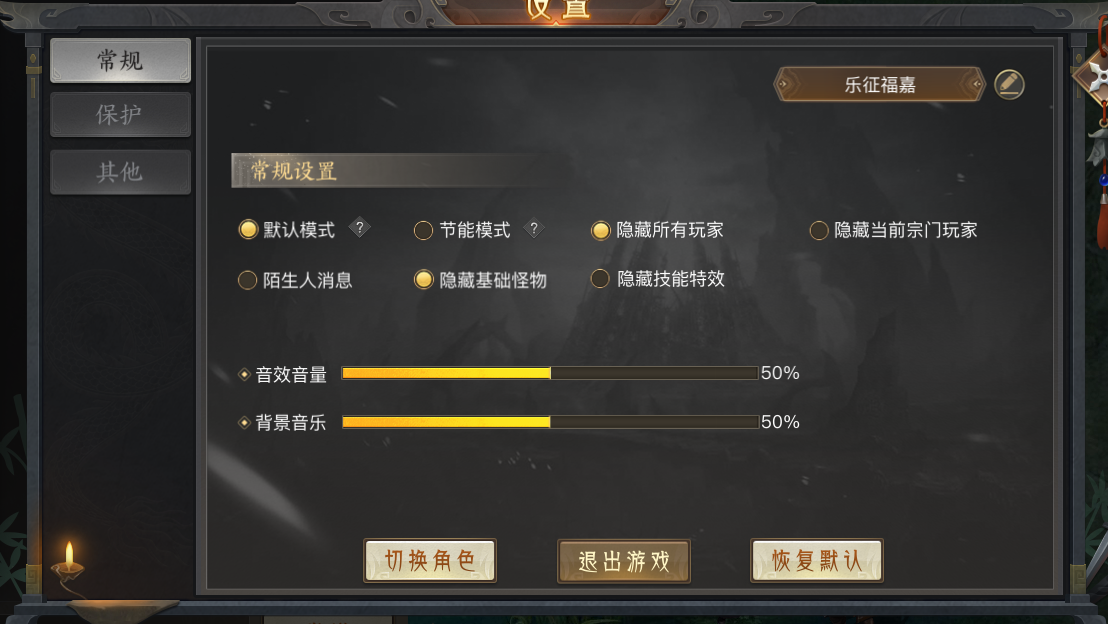 设置
常规
保护
其他
乐征福嘉
常规设置
默认模式 ? 节能模式 ? 隐藏所有玩家 隐藏当前宗门玩家
陌生人消息 隐藏基础怪物 隐藏技能特效
音效音量 50%
背景音乐 50%
切换角色 退出游戏 恢复默认